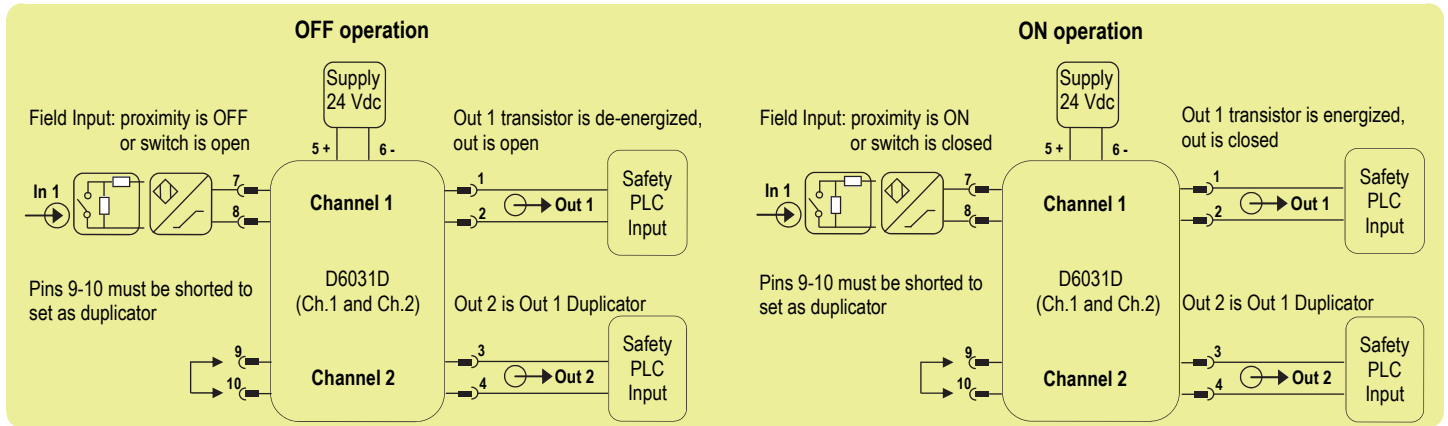 OFF operation
Supply
24 Vdc
Field Input: proximity is OFF
or switch is open
Out 1 transistor is de-energized,
out is open
5 +
6 -
In 1
7
8
Channel 1
1
2
Out 1
Safety
PLC
Input
D6031D
(Ch.1 and Ch.2)
Pins 9-10 must be shorted to
set as duplicator
Out 2 is Out 1 Duplicator
9
10
Channel 2
3
4
Out 2
Safety
PLC
Input
ON operation
Supply
24 Vdc
Field Input: proximity is ON
or switch is closed
Out 1 transistor is energized,
out is closed
5 +
6 -
In 1
7
8
Channel 1
1
2
Out 1
Safety
PLC
Input
D6031D
(Ch.1 and Ch.2)
Pins 9-10 must be shorted to
set as duplicator
Out 2 is Out 1 Duplicator
9
10
Channel 2
3
4
Out 2
Safety
PLC
Input